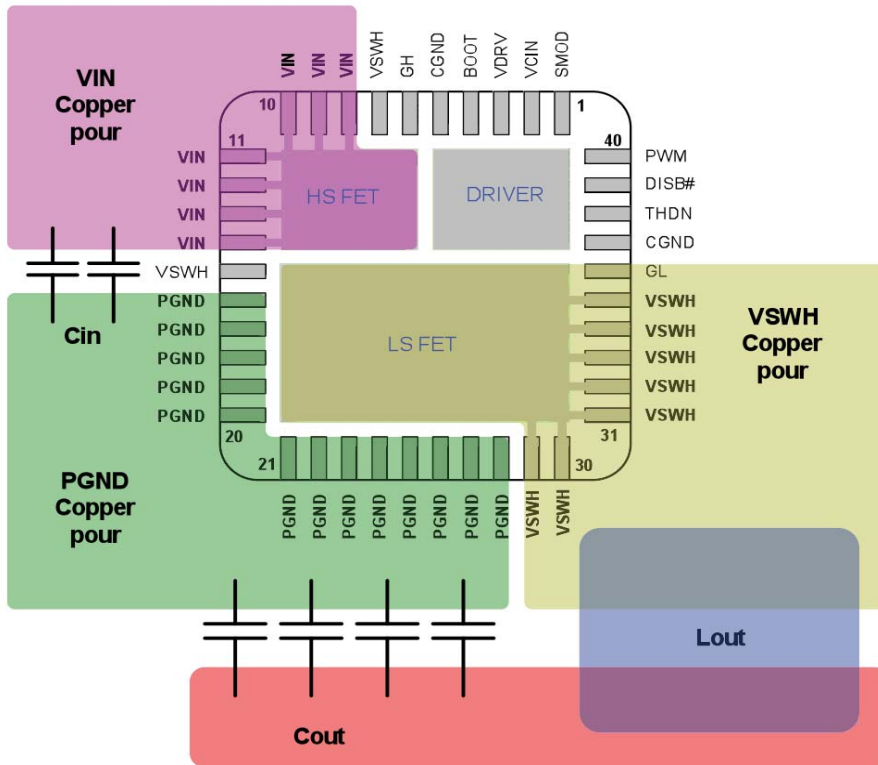 VIN
Copper
pour
VIN
VIN
VIN
VSWH
GH
CGND
BOOT
VDRV
VCIN
SMOD
10
1
11
40
VIN
VIN
VIN
VIN
VSWH
PGND
PGND
PGND
PGND
PGND
HS FET
DRIVER
PWM
DISB#
THDN
CGND
GL
VSWH
VSWH
VSWH
VSWH
VSWH
Cin
LS FET
VSWH
Copper
pour
20
31
21
30
PGND
Copper
pour
PGND
PGND
PGND
PGND
PGND
PGND
PGND
PGND
VSWH
VSWH
Lout
Cout